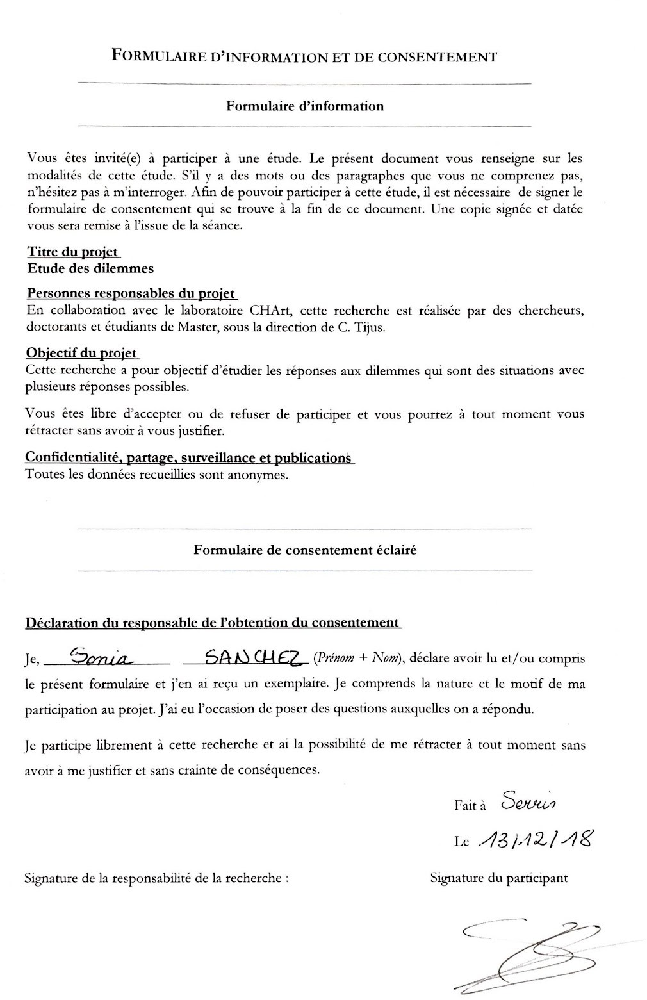 FORMULAIRE D'INFORMATION ET DE CONSENTEMENT
Formulaire d'information
Vous êtes invité(e) à participer à une étude. Le présent document vous renseigne sur les
modalités de cette étude. S'il y a des mots ou des paragraphes que vous ne comprenez pas,
n'hésitez pas à m'interroger. Afin de pouvoir participer à cette étude, il est nécessaire de signer le
formulaire de consentement qui se trouve à la fin de ce document. Une copie signée et datée
vous sera remise à l'issue de la séance.
Titre du projet
Etude des dilemmes
Personnes responsables du projet
En collaboration avec le laboratoire CHArt, cette recherche est réalisée par des chercheurs,
doctorants et étudiants de Master, sous la direction de C. Tijus.
Objectif du projet
Cette recherche a pour objectif d'étudier les réponses aux dilemmes qui sont des situations avec
plusieurs réponses possibles.
Vous êtes libre d'accepter ou de refuser de participer et vous pourrez à tout moment vous
rétracter sans avoir à vous justifier.
Confidentialité, partage, surveillance et publications
Toutes les données recueillies sont anonymes.
Formulaire de consentement éclairé
Déclaration du responsable de l'obtention du consentement
Je, Sonia SANCHEZ (Prénom + Nom), déclare avoir lu et/ou compris
le présent formulaire et j'en ai reçu un exemplaire. Je comprends la nature et le motif de ma
participation au projet. J'ai eu l'occasion de poser des questions auxquelles on a répondu.
Je participe librement à cette recherche et ai la possibilité de me rétracter à tout moment sans
avoir à me justifier et sans crainte de conséquences.
Fait à Serris
Le 13/12/18
Signature de la responsabilité de la recherche : Signature du participant